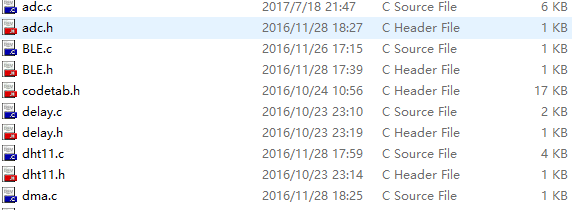 adc.c 2017/7/18 21:47 C Source File 6 KB
adc.h 2016/11/28 18:27 C Header File 1 KB
BLE.c 2016/11/26 17:15 C Source File 1 KB
BLE.h 2016/11/28 17:39 C Header File 1 KB
codetab.h 2016/10/24 10:56 C Header File 17 KB
delay.c 2016/10/23 23:10 C Source File 2 KB
delay.h 2016/10/23 23:19 C Header File 1 KB
dht11.c 2016/11/28 17:59 C Source File 4 KB
dht11.h 2016/10/23 23:14 C Header File 1 KB
dma.c 2016/11/28 18:25 C Source File 1 KB